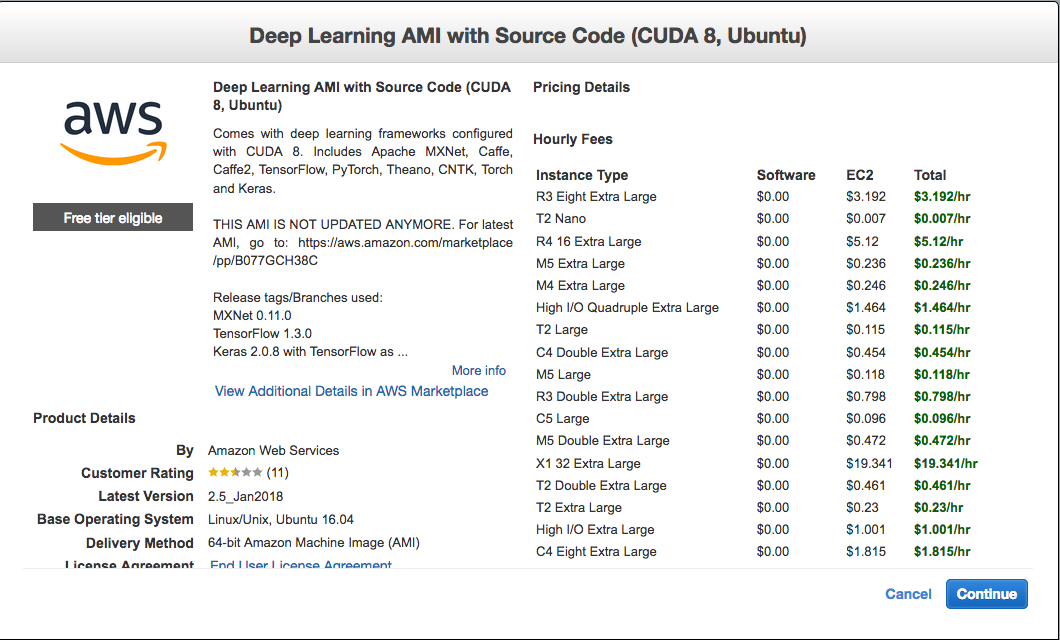 Deep Learning AMI with Source Code (CUDA 8, Ubuntu)
aws
Free tier eligible
Deep Learning AMI with Source Code (CUDA
8, Ubuntu)
Comes with deep learning frameworks configured
with CUDA 8. Includes Apache MXNet, Caffe,
Caffe2, TensorFlow, PyTorch, Theano, CNTK, Torch
and Keras.
THIS AMI IS NOT UPDATED ANYMORE. For latest
AMI, go to: https://aws.amazon.com/marketplace
/pp/B077GCH38C
Release tags/Branches used:
MXNet 0.11.0
TensorFlow 1.3.0
Keras 2.0.8 with TensorFlow as ...
More info
View Additional Details in AWS Marketplace
Product Details
By Amazon Web Services
Customer Rating (11)
Latest Version 2.5_Jan2018
Base Operating System Linux/Unix, Ubuntu 16.04
Delivery Method 64-bit Amazon Machine Image (AMI)
License Agreement End User License Agreement
Pricing Details
Hourly Fees
Instance Type Software EC2 Total
R3 Eight Extra Large $0.00 $3.192 $3.192/hr
T2 Nano $0.00 $0.007 $0.007/hr
R4 16 Extra Large $0.00 $5.12 $5.12/hr
M5 Extra Large $0.00 $0.236 $0.236/hr
M4 Extra Large $0.00 $0.246 $0.246/hr
High I/O Quadruple Extra Large $0.00 $1.464 $1.464/hr
T2 Large $0.00 $0.115 $0.115/hr
C4 Double Extra Large $0.00 $0.454 $0.454/hr
M5 Large $0.00 $0.118 $0.118/hr
R3 Double Extra Large $0.00 $0.798 $0.798/hr
C5 Large $0.00 $0.096 $0.096/hr
M5 Double Extra Large $0.00 $0.472 $0.472/hr
X1 32 Extra Large $0.00 $19.341 $19.341/hr
T2 Double Extra Large $0.00 $0.461 $0.461/hr
T2 Extra Large $0.00 $0.23 $0.23/hr
High I/O Extra Large $0.00 $1.001 $1.001/hr
C4 Eight Extra Large $0.00 $1.815 $1.815/hr
Cancel Continue